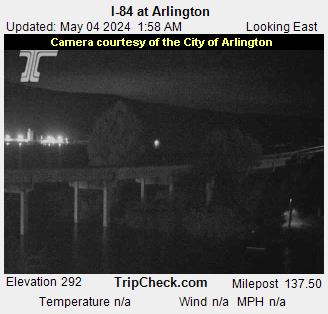 I-84 at Arlington
Updated: May 04 2024 1:58 AM Looking East
Camera courtesy of the City of Arlington
Elevation 292 TripCheck.com Milepost 137.50
Temperature n/a Wind n/a MPH n/a